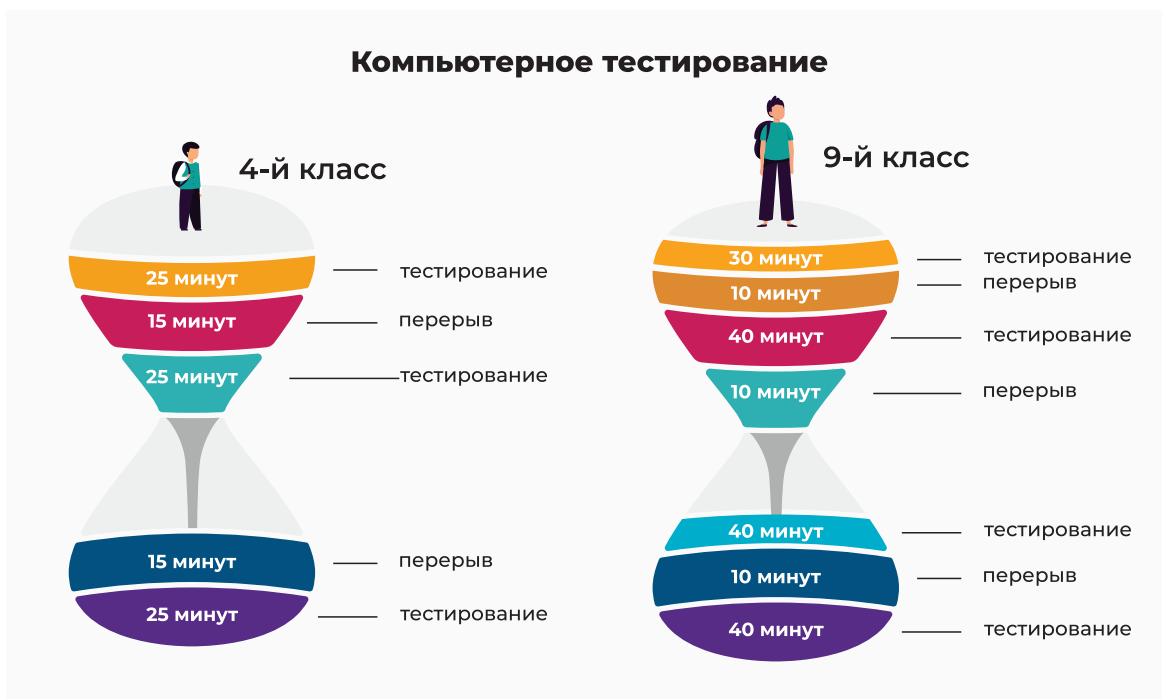 Компьютерное тестирование
4-й класс
25 минут тестирование
15 минут перерыв
25 минут тестирование
15 минут перерыв
25 минут тестирование
9-й класс
30 минут тестирование
10 минут перерыв
40 минут тестирование
10 минут перерыв
40 минут тестирование
10 минут перерыв
40 минут тестирование